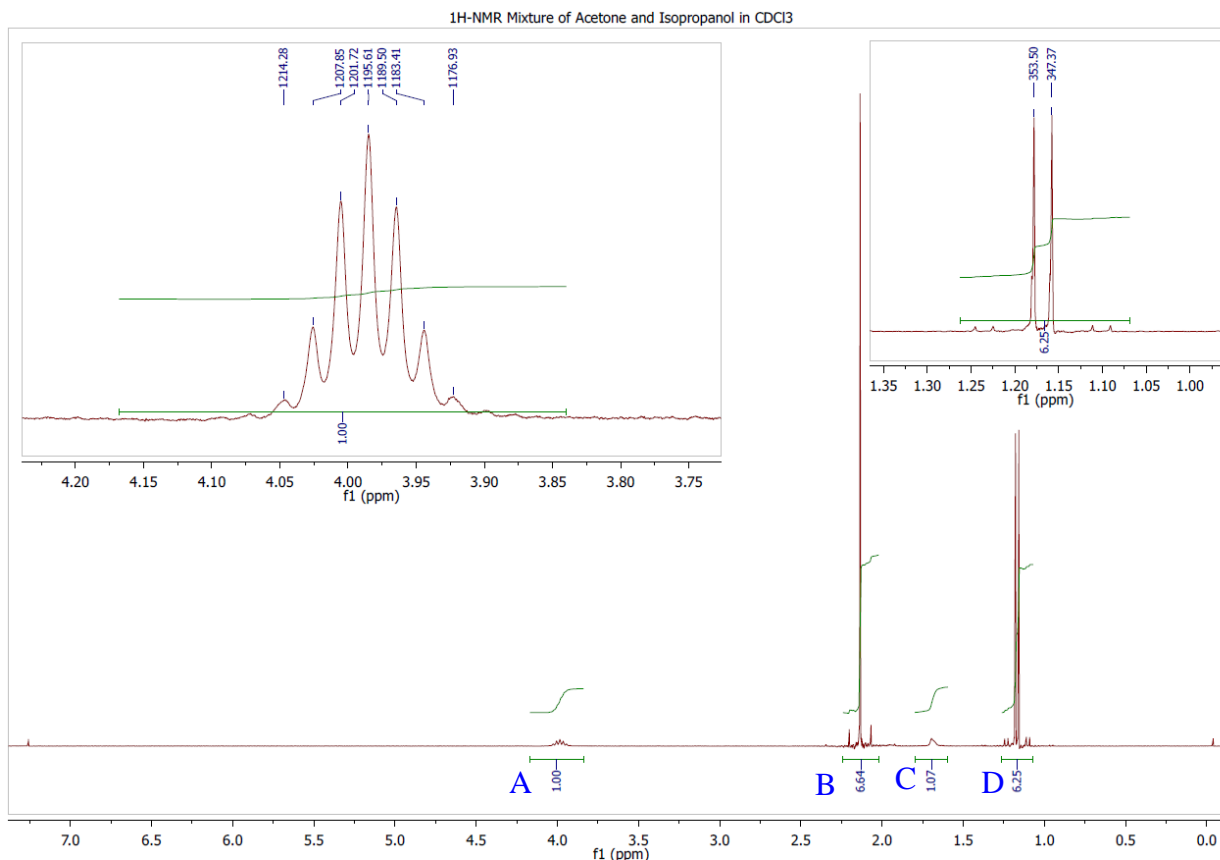 1H-NMR Mixture of Acetone and Isopropanol in CDCl3
1214.28
1207.85
1201.72
1195.61
1189.50
1183.41
1176.93
1.00
4.20 4.15 4.10 4.05 4.00 3.95 3.90 3.85 3.80 3.75
f1 (ppm)
353.50
347.37
6.25
1.35 1.30 1.25 1.20 1.15 1.10 1.05 1.00
f1 (ppm)
A 1.00 B 6.64 C 1.07 D 6.25
7.0 6.5 6.0 5.5 5.0 4.5 4.0 3.5 3.0 2.5 2.0 1.5 1.0 0.5 0.0
f1 (ppm)